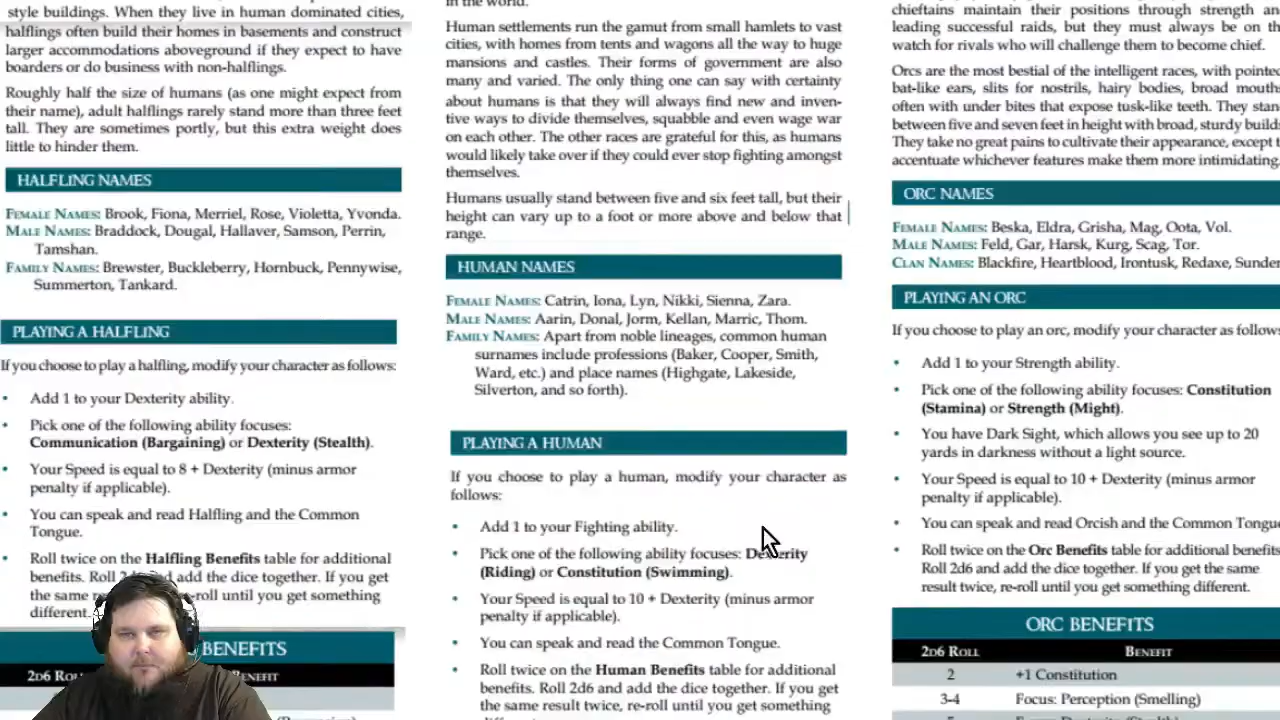 style buildings. When they live in human dominated cities,
halflings often build their homes in basements and construct
larger accommodations aboveground if they expect to have
boarders or do business with non-halflings.
Roughly half the size of humans (as one might expect from
their name), adult halflings rarely stand more than three feet
tall. They are sometimes portly, but this extra weight does
little to hinder them.
HALFLING NAMES
Female Names: Brook, Fiona, Merriel, Rose, Violetta, Yvonda.
Male Names: Braddock, Dougal, Hallaver, Samson, Perrin,
Tamshan.
Family Names: Brewster, Buckleberry, Hornbuck, Pennywise,
Summerton, Tankard.
PLAYING A HALFLING
If you choose to play a halfling, modify your character as follows:
• Add 1 to your Dexterity ability.
• Pick one of the following ability focuses:
Communication (Bargaining) or Dexterity (Stealth).
• Your Speed is equal to 8 + Dexterity (minus armor
penalty if applicable).
• You can speak and read Halfling and the Common
Tongue.
• Roll twice on the Halfling Benefits table for additional
benefits. Roll 2d6 and add the dice together. If you get
the same re-roll until you get something
different.
BENEFITS
2d6 Benefit
in the world.
Human settlements run the gamut from small hamlets to vast
cities, with homes from tents and wagons all the way to huge
mansions and castles. Their forms of government are also
many and varied. The only thing one can say with certainty
about humans is that they will always find new and inven-
tive ways to divide themselves, squabble and even wage war
on each other. The other races are grateful for this, as humans
would likely take over if they could ever stop fighting amongst
themselves.
Humans usually stand between five and six feet tall, but their
height can vary up to a foot or more above and below that
range.
HUMAN NAMES
Female Names: Catrin, Iona, Lyn, Nikki, Sienna, Zara.
Male Names: Aarin, Donal, Jorm, Kellan, Marric, Thom.
Family Names: Apart from noble lineages, common human
surnames include professions (Baker, Cooper, Smith,
Ward, etc.) and place names (Highgate, Lakeside,
Silverton, and so forth).
PLAYING A HUMAN
If you choose to play a human, modify your character as
follows:
• Add 1 to your Fighting ability.
• Pick one of the following ability focuses: Dexterity
(Riding) or Constitution (Swimming).
• Your Speed is equal to 10 + Dexterity (minus armor
penalty if applicable).
• You can speak and read the Common Tongue.
• Roll twice on the Human Benefits table for additional
benefits. Roll 2d6 and add the dice together. If you get
the same result twice, re-roll until you get something
chieftains maintain their positions through strength an
leading successful raids, but they must always be on th
watch for rivals who will challenge them to become chief.
Orcs are the most bestial of the intelligent races, with pointed
bat-like ears, slits for nostrils, hairy bodies, broad mouth
often with under bites that expose tusk-like teeth. They stan
between five and seven feet in height with broad, sturdy build
They take no great pains to cultivate their appearance, except t
accentuate whichever features make them more intimidating.
ORC NAMES
Female Names: Beska, Eldra, Grisha, Mag, Oota, Vol.
Male Names: Feld, Gar, Harsk, Kurg, Scag, Tor.
Clan Names: Blackfire, Heartblood, Irontusk, Redaxe, Sunder
PLAYING AN ORC
If you choose to play an orc, modify your character as follows
• Add 1 to your Strength ability.
• Pick one of the following ability focuses: Constitution
(Stamina) or Strength (Might).
• You have Dark Sight, which allows you see up to 20
yards in darkness without a light source.
• Your Speed is equal to 10 + Dexterity (minus armor
penalty if applicable).
• You can speak and read Orcish and the Common Tongue
• Roll twice on the Orc Benefits table for additional benefits
Roll 2d6 and add the dice together. If you get the same
result twice, re-roll until you get something different.
ORC BENEFITS
2d6 Roll Benefit
2 +1 Constitution
3-4 Focus: Perception (Smelling)